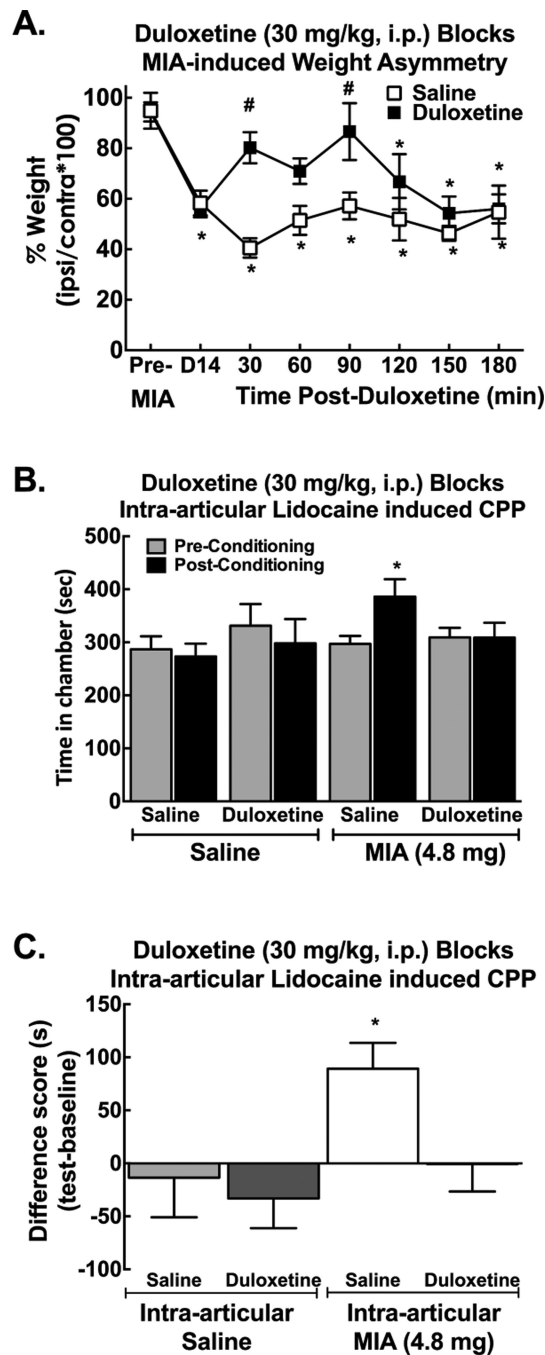 A.
Duloxetine (30 mg/kg, i.p.) Blocks
MIA-induced Weight Asymmetry
Saline
Duloxetine
% Weight
(ipsi/contra*100)
100
80
60
40
20
0
# #
* * * * * * * * * *
Pre- D14 30 60 90 120 150 180
MIA
Time Post-Duloxetine (min)
B.
Duloxetine (30 mg/kg, i.p.) Blocks
Intra-articular Lidocaine induced CPP
Pre-Conditioning
Post-Conditioning
Time in chamber (sec)
500
400
300
200
100
0
*
Saline Duloxetine Saline Duloxetine
Saline MIA (4.8 mg)
C.
Duloxetine (30 mg/kg, i.p.) Blocks
Intra-articular Lidocaine induced CPP
Difference score (s)
(test-baseline)
150
100
50
0
-50
-100
*
Saline Duloxetine Saline Duloxetine
Intra-articular Intra-articular
Saline MIA (4.8 mg)